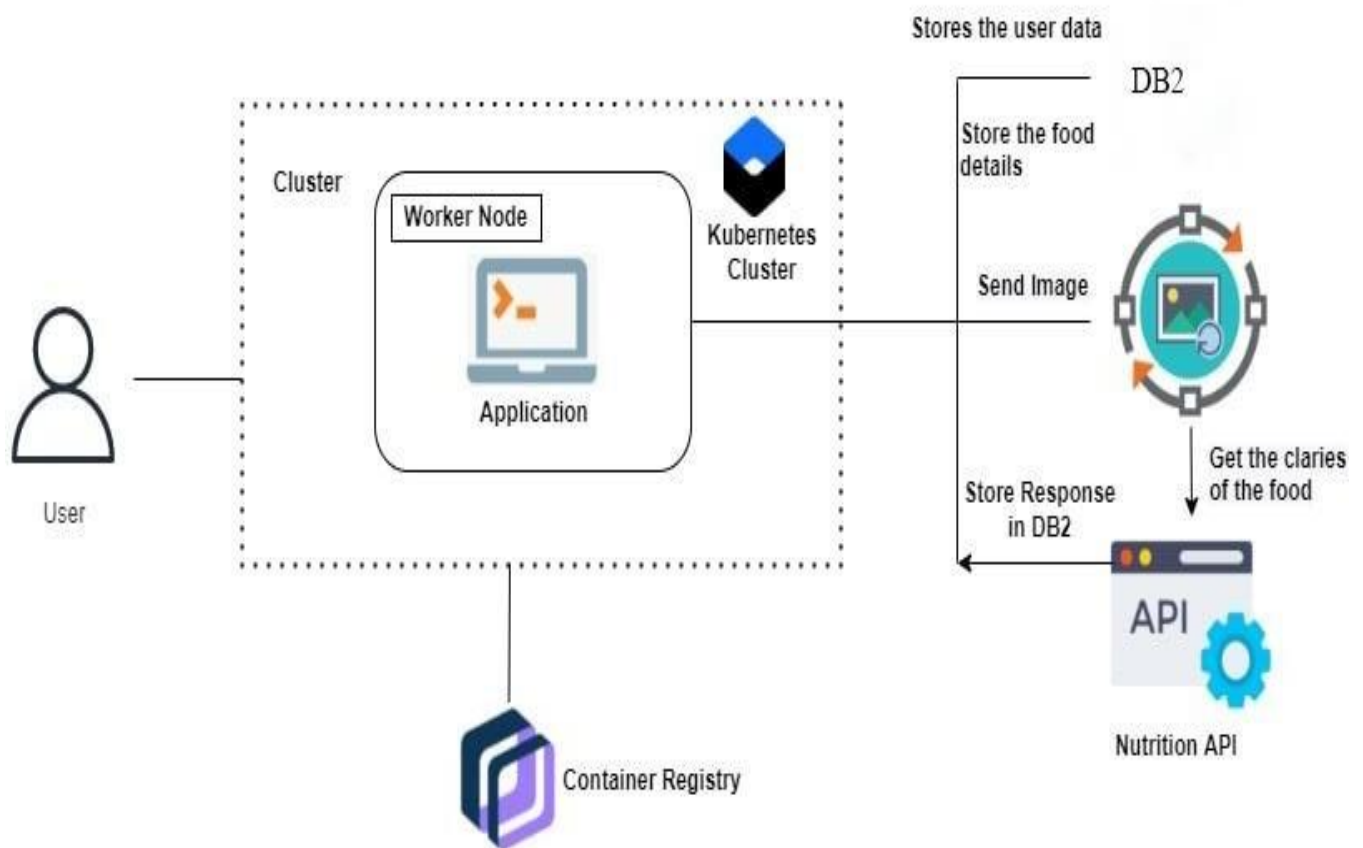 Stores the user data
DB2
Store the food
details
Cluster
Worker Node
Kubernetes
Cluster
Send Image
Application
User
Get the claries
of the food
Store Response
in DB2
API
Nutrition API
Container Registry